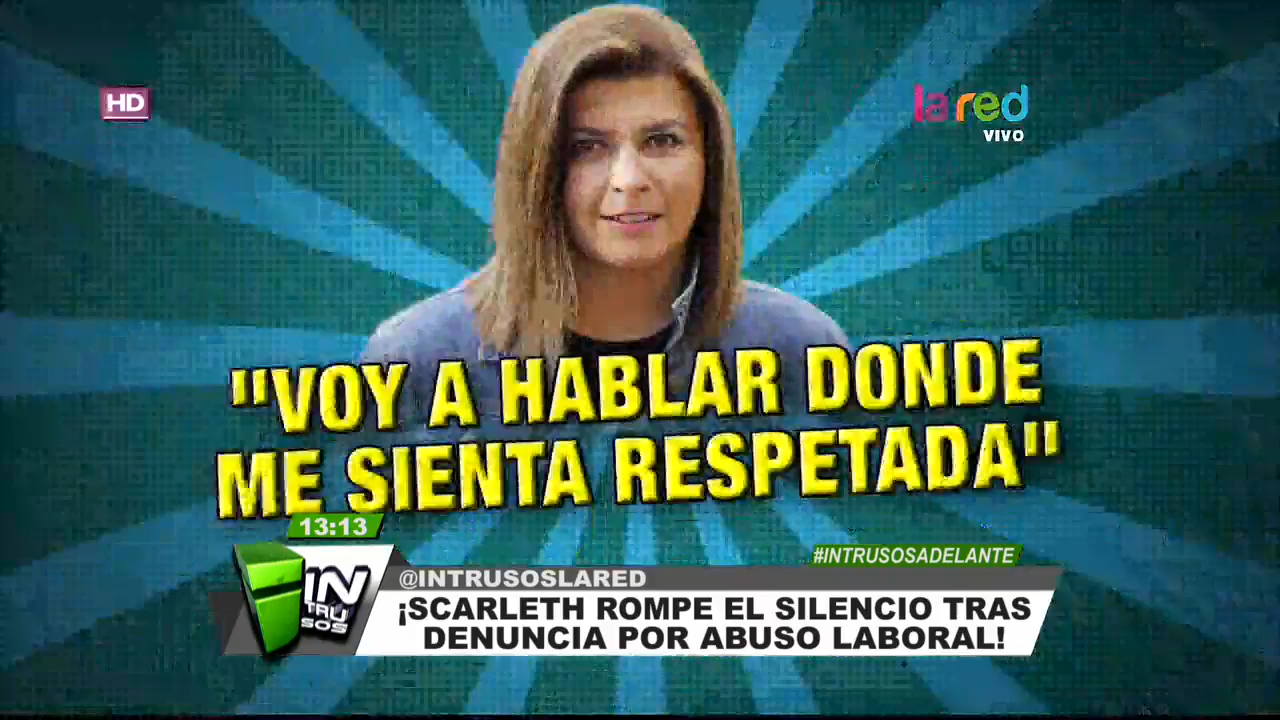 HD
la red
VIVO
"VOY A HABLAR DONDE
ME SIENTA RESPETADA"
13:13
#INTRUSOSADELANTE
IN
TRU
SOS
@INTRUSOSLARED
¡SCARLETH ROMPE EL SILENCIO TRAS
DENUNCIA POR ABUSO LABORAL!